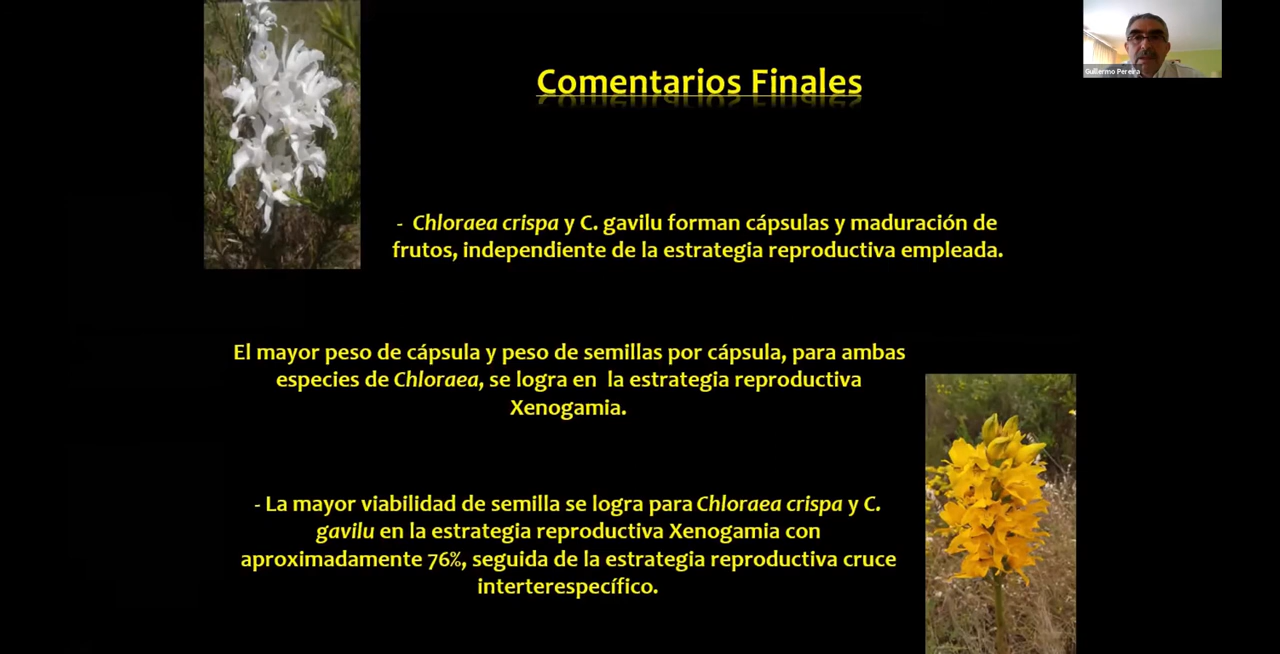 Comentarios Finales
Guillermo Pereira
- Chloraea crispa y C. gavilu forman cápsulas y maduración de
frutos, independiente de la estrategia reproductiva empleada.
El mayor peso de cápsula y peso de semillas por cápsula, para ambas
especies de Chloraea, se logra en la estrategia reproductiva
Xenogamia.
- La mayor viabilidad de semilla se logra para Chloraea crispa y C.
gavilu en la estrategia reproductiva Xenogamia con
aproximadamente 76%, seguida de la estrategia reproductiva cruce
interterespecífico.